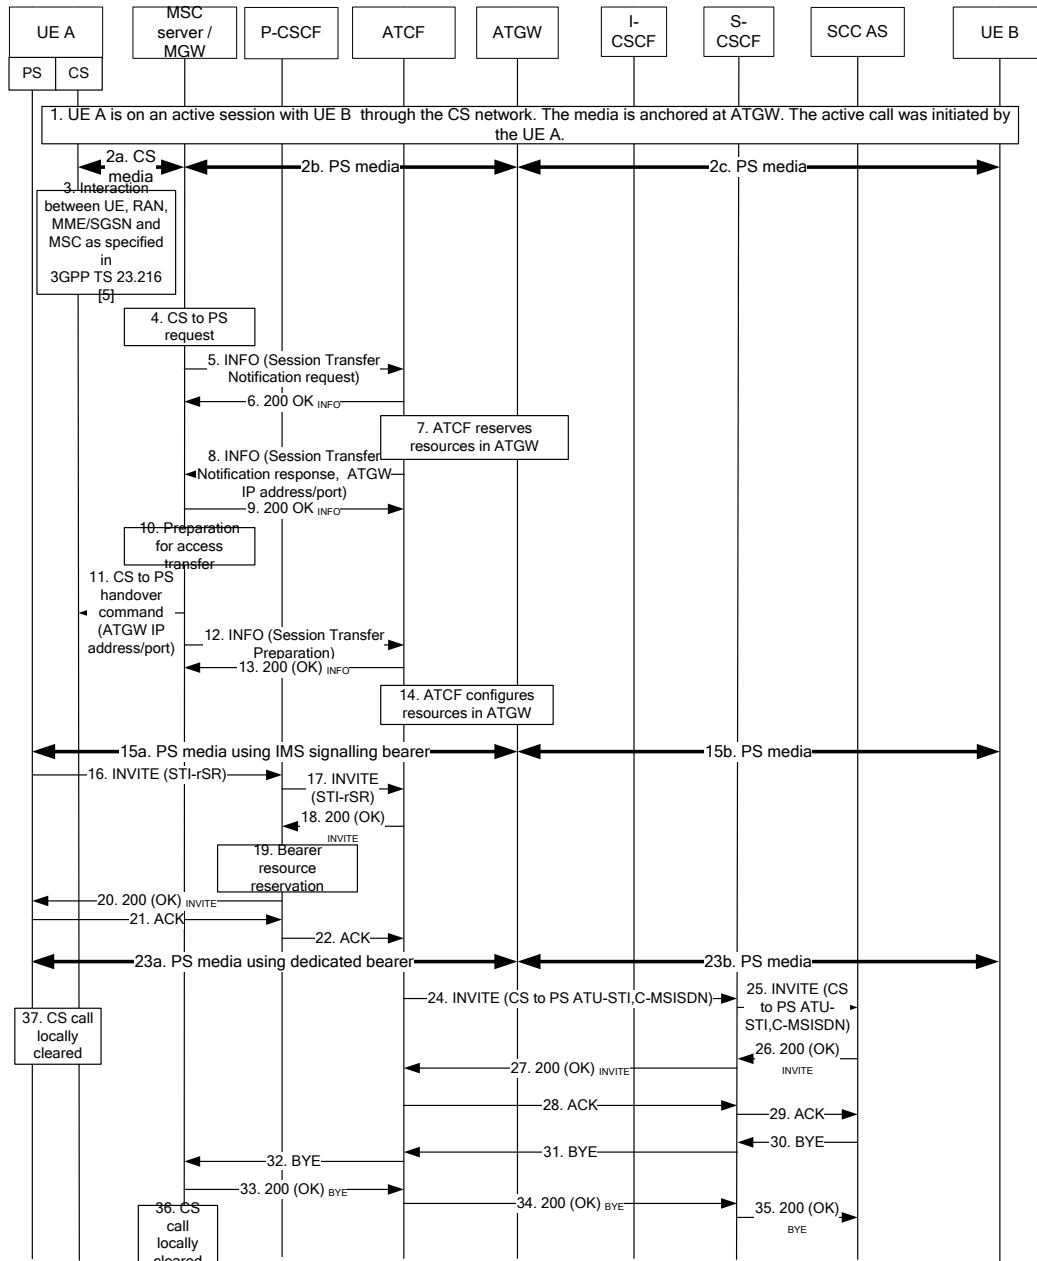 UE A
MSC
server /
MGW
P-CSCF
ATCF
ATGW
I-
CSCF
S-
CSCF
SCC AS
UE B
PS
CS
1. UE A is on an active session with UE B through the CS network. The media is anchored at ATGW. The active call was initiated by
the UE A.
2a. CS
media
2b. PS media
2c. PS media
3. Interaction
between UE, RAN,
MME/SGSN and
MSC as specified
in
3GPP TS 23.216
[5]
4. CS to PS
request
5. INFO (Session Transfer
Notification request)
6. 200 OK INFO
7. ATCF reserves
resources in ATGW
8. INFO (Session Transfer
Notification response, ATGW
IP address/port)
9. 200 OK INFO
10. Preparation
for access
transfer
11. CS to PS
handover
command
(ATGW IP
address/port)
12. INFO (Session Transfer
Preparation)
13. 200 (OK) INFO
14. ATCF configures
resources in ATGW
15a. PS media using IMS signalling bearer
15b. PS media
16. INVITE (STI-rSR)
17. INVITE
(STI-rSR)
18. 200 (OK)
INVITE
19. Bearer
resource
reservation
20. 200 (OK) INVITE
21. ACK
22. ACK
23a. PS media using dedicated bearer
23b. PS media
24. INVITE (CS to PS ATU-STI,C-MSISDN)
25. INVITE (CS
to PS ATU-
STI,C-MSISDN)
37. CS call
locally
cleared
26. 200 (OK)
INVITE
27. 200 (OK) INVITE
28. ACK
29. ACK
30. BYE
31. BYE
32. BYE
33. 200 (OK) BYE
34. 200 (OK) BYE
35. 200 (OK)
BYE
36. CS
call
locally
cleared